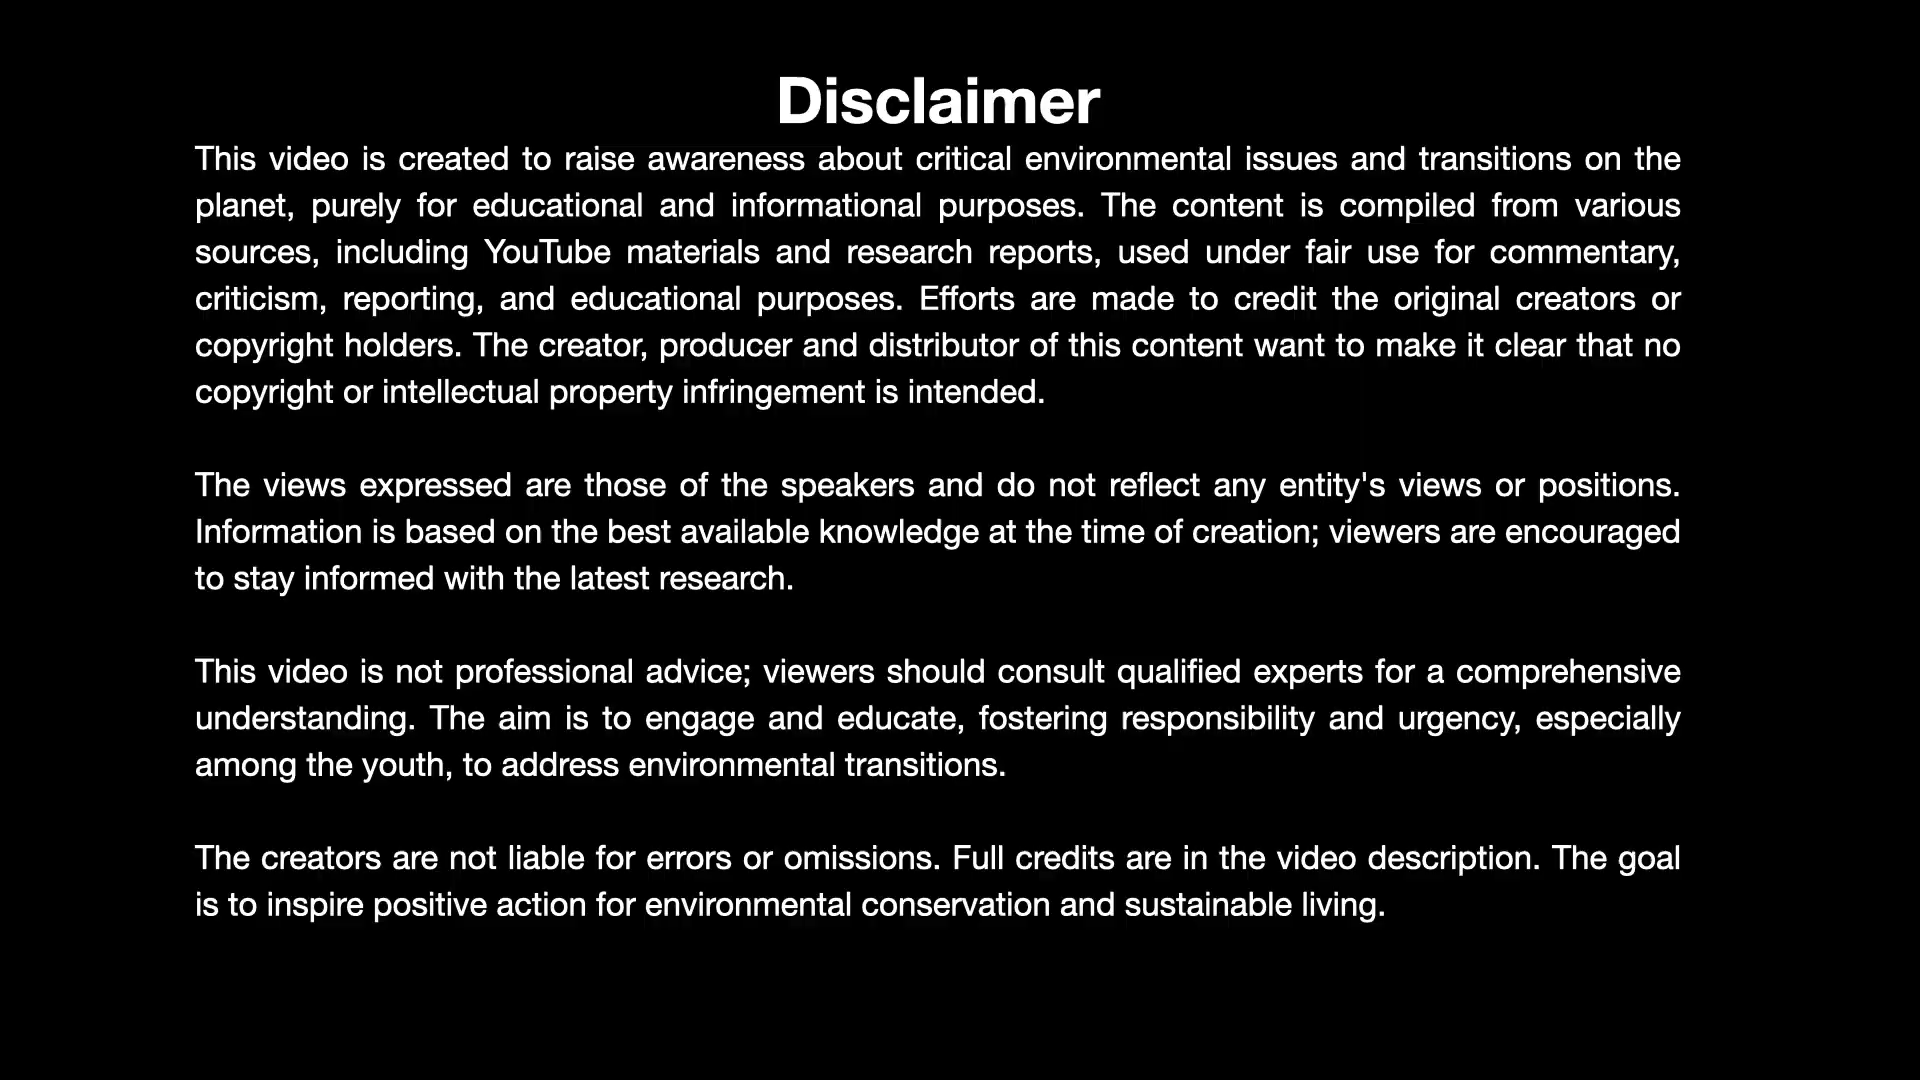 Disclaimer
This video is created to raise awareness about critical environmental issues and transitions on the
planet, purely for educational and informational purposes. The content is compiled from various
sources, including YouTube materials and research reports, used under fair use for commentary,
criticism, reporting, and educational purposes. Efforts are made to credit the original creators or
copyright holders. The creator, producer and distributor of this content want to make it clear that no
copyright or intellectual property infringement is intended.
The views expressed are those of the speakers and do not reflect any entity's views or positions.
Information is based on the best available knowledge at the time of creation; viewers are encouraged
to stay informed with the latest research.
This video is not professional advice; viewers should consult qualified experts for a comprehensive
understanding. The aim is to engage and educate, fostering responsibility and urgency, especially
among the youth, to address environmental transitions.
The creators are not liable for errors or omissions. Full credits are in the video description. The goal
is to inspire positive action for environmental conservation and sustainable living.